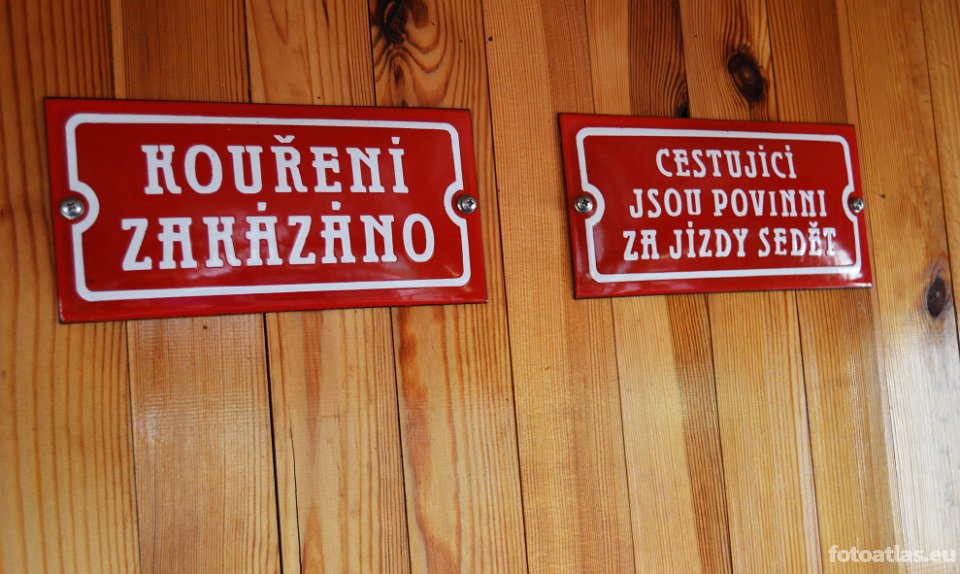 KOUŘENÍ
ZAKÁZÁNO
CESTUJÍCÍ
JSOU POVINNI
ZA JÍZDY SEDĚT
fotoatlas.eu